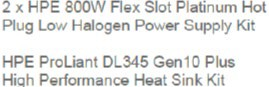 2 x HPE 800W Flex Slot Platinum Hot
Plug Low Halogen Power Supply Kit
HPE ProLiant DL345 Gen10 Plus
High Performance Heat Sink Kit